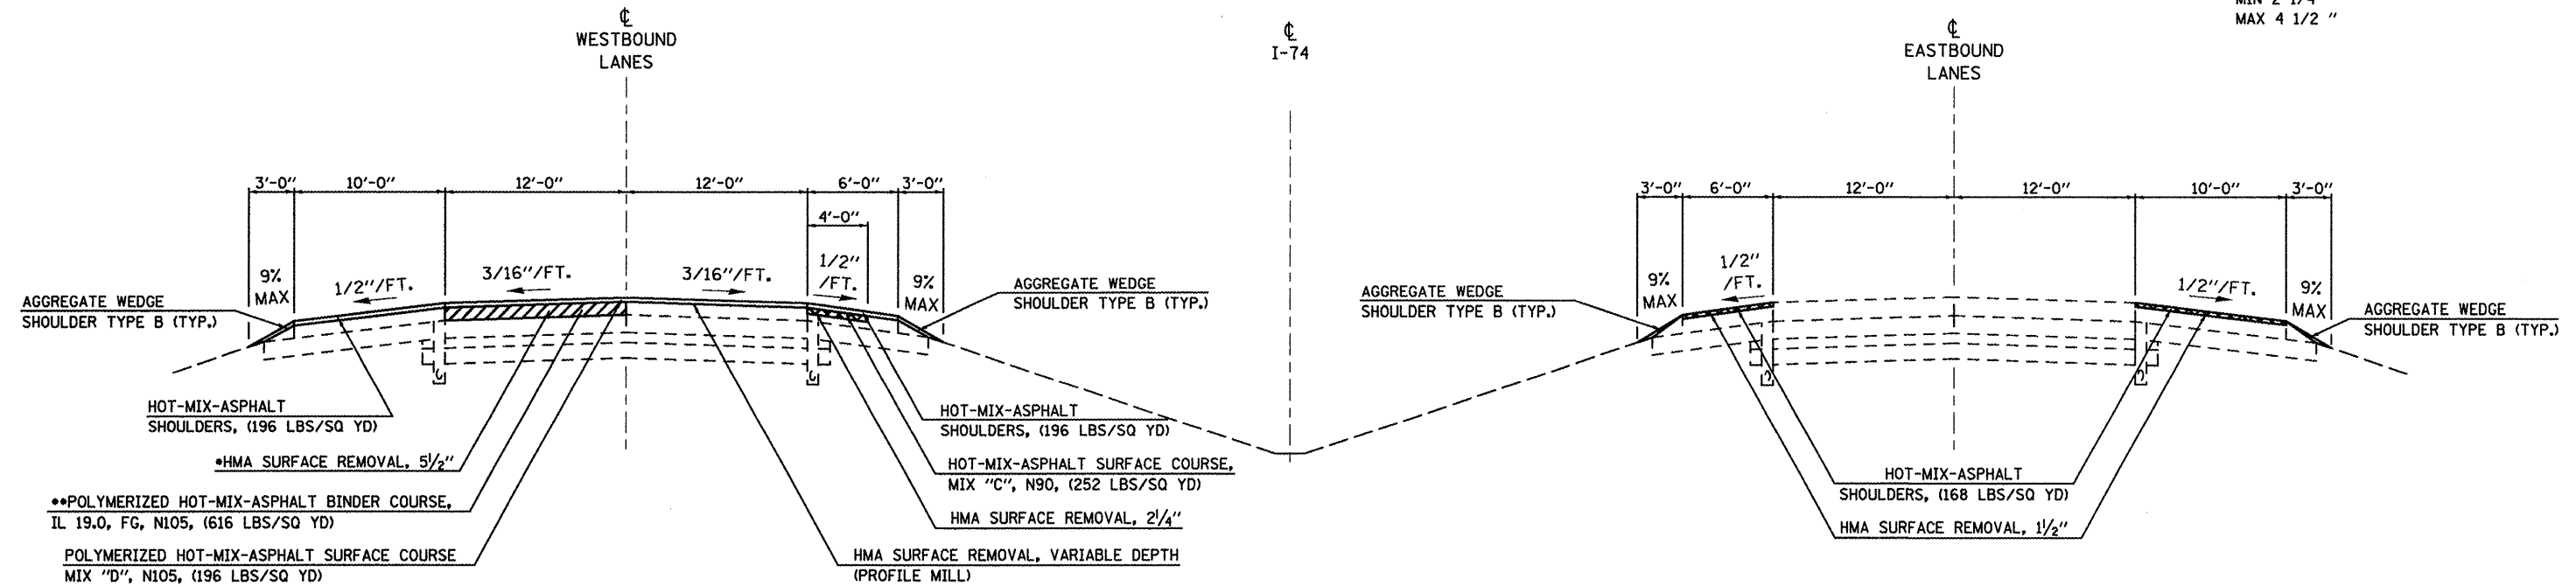 MIN 2 1/4
MAX 4 1/2 "
℄
WESTBOUND
LANES
℄
I-74
℄
EASTBOUND
LANES
3'-0" 10'-0" 12'-0" 12'-0" 6'-0" 3'-0"
4'-0"
3'-0" 6'-0" 12'-0" 12'-0" 10'-0" 3'-0"
9%
MAX
1/2"/FT.
3/16"/FT.
3/16"/FT.
1/2"
/FT.
9%
MAX
AGGREGATE WEDGE
SHOULDER TYPE B (TYP.)
AGGREGATE WEDGE
SHOULDER TYPE B (TYP.)
HOT-MIX-ASPHALT
SHOULDERS, (196 LBS/SQ YD)
*HMA SURFACE REMOVAL, 5½"
**POLYMERIZED HOT-MIX-ASPHALT BINDER COURSE,
IL 19.0, FG, N105, (616 LBS/SQ YD)
POLYMERIZED HOT-MIX-ASPHALT SURFACE COURSE
MIX "D", N105, (196 LBS/SQ YD)
HOT-MIX-ASPHALT
SHOULDERS, (196 LBS/SQ YD)
HOT-MIX-ASPHALT SURFACE COURSE,
MIX "C", N90, (252 LBS/SQ YD)
HMA SURFACE REMOVAL, 2¼"
HMA SURFACE REMOVAL, VARIABLE DEPTH
(PROFILE MILL)
AGGREGATE WEDGE
SHOULDER TYPE B (TYP.)
9%
MAX
1/2"
/FT.
1/2"/FT.
9%
MAX
AGGREGATE WEDGE
SHOULDER TYPE B (TYP.)
HOT-MIX-ASPHALT
SHOULDERS, (168 LBS/SQ YD)
HMA SURFACE REMOVAL, 1½"